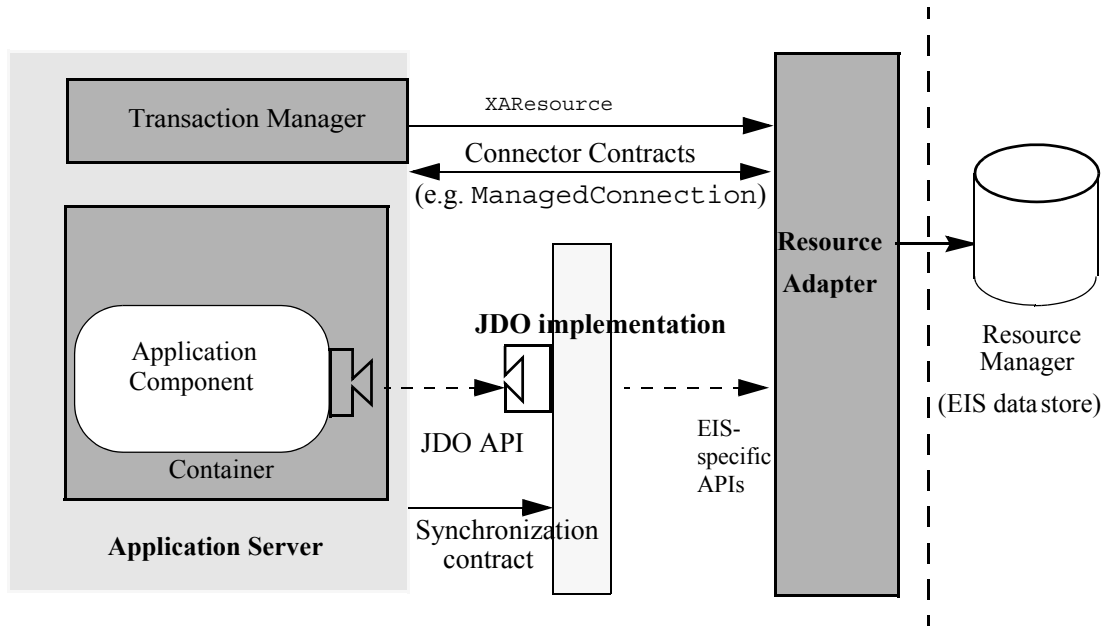 Transaction Manager
XAResource
Connector Contracts
(e.g. ManagedConnection)
Resource
Adapter
JDO implementation
Application
Component
Resource
Manager
(EIS data store)
JDO API
EIS-
specific
APIs
Container
Synchronization
contract
Application Server